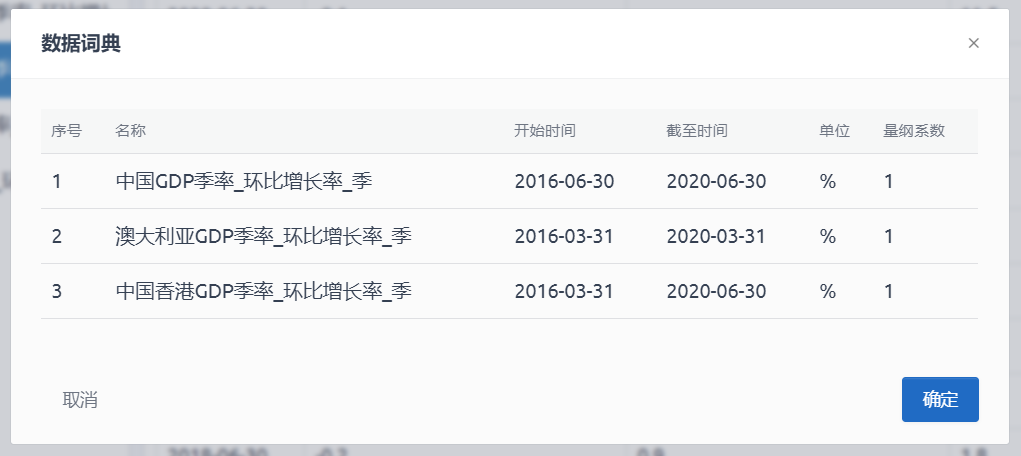 数据词典 ×
序号 名称 开始时间 截至时间 单位 量纲系数
1 中国GDP季率_环比增长率_季 2016-06-30 2020-06-30 % 1
2 澳大利亚GDP季率_环比增长率_季 2016-03-31 2020-03-31 % 1
3 中国香港GDP季率_环比增长率_季 2016-03-31 2020-06-30 % 1
取消 确定